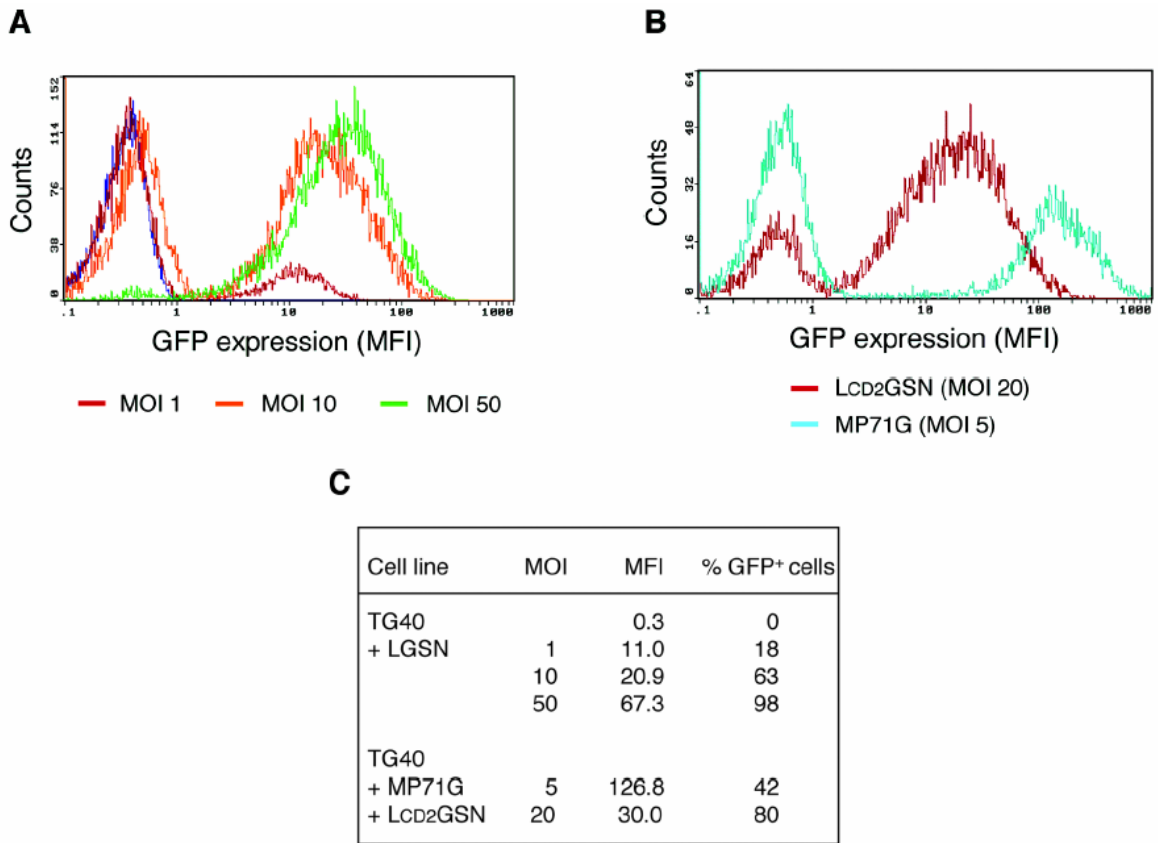 A
Counts
152
114
76
38
0
.1 1 10 100 1000
GFP expression (MFI)
MOI 1 MOI 10 MOI 50
B
Counts
64
48
32
16
0
.1 1 10 100 1000
GFP expression (MFI)
LCD2GSN (MOI 20)
MP71G (MOI 5)
C
Cell line MOI MFI % GFP+ cells
TG40 0.3 0
+ LGSN 1 11.0 18
10 20.9 63
50 67.3 98
TG40
+ MP71G 5 126.8 42
+ LCD2GSN 20 30.0 80